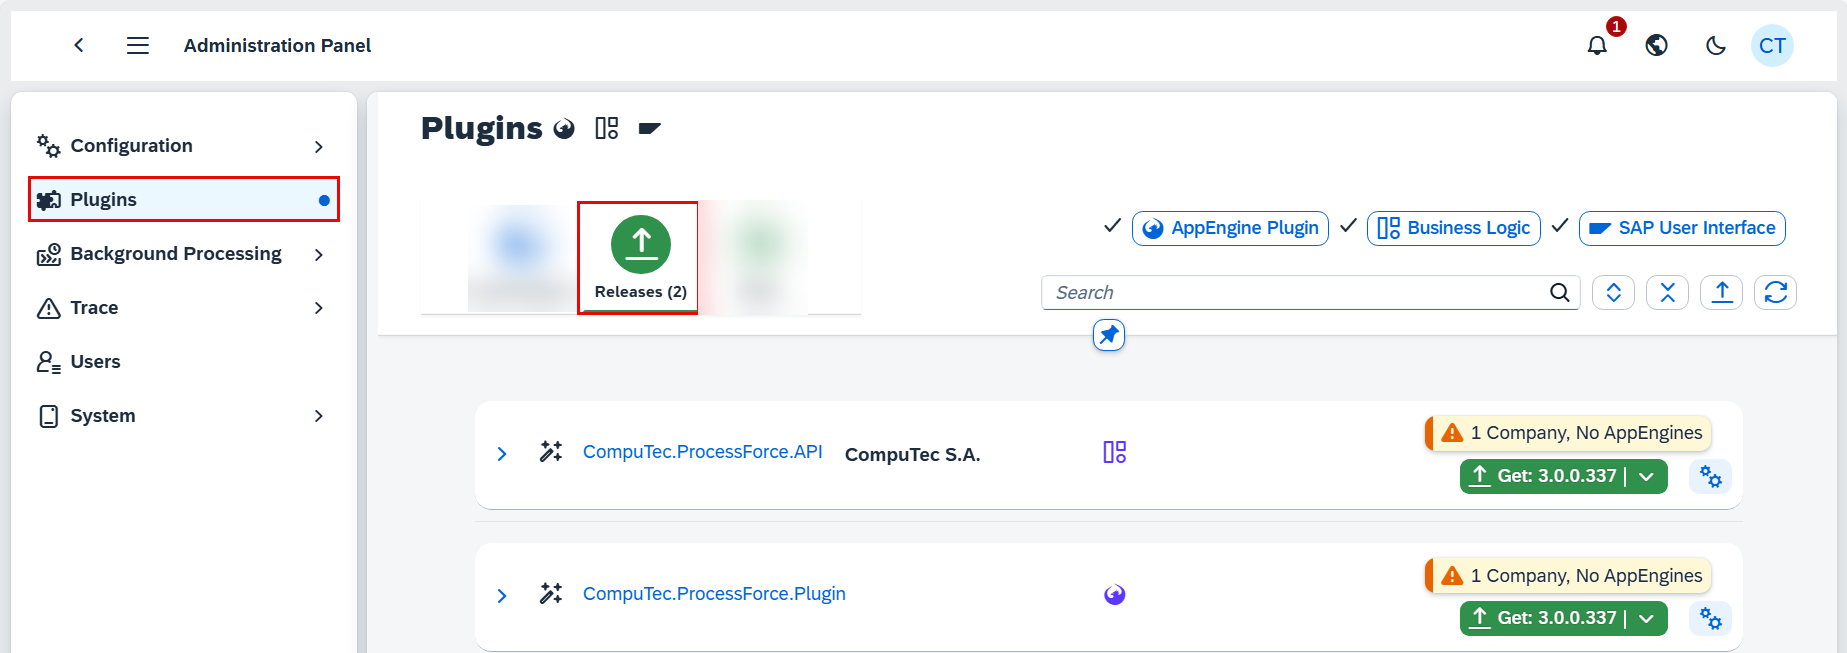 Administration Panel
1
CT
Configuration
Plugins
Background Processing
Trace
Users
System
Plugins
Releases (2)
AppEngine Plugin
Business Logic
SAP User Interface
Search
CompuTec.ProcessForce.API
CompuTec S.A.
1 Company, No AppEngines
Get: 3.0.0.337
CompuTec.ProcessForce.Plugin
1 Company, No AppEngines
Get: 3.0.0.337